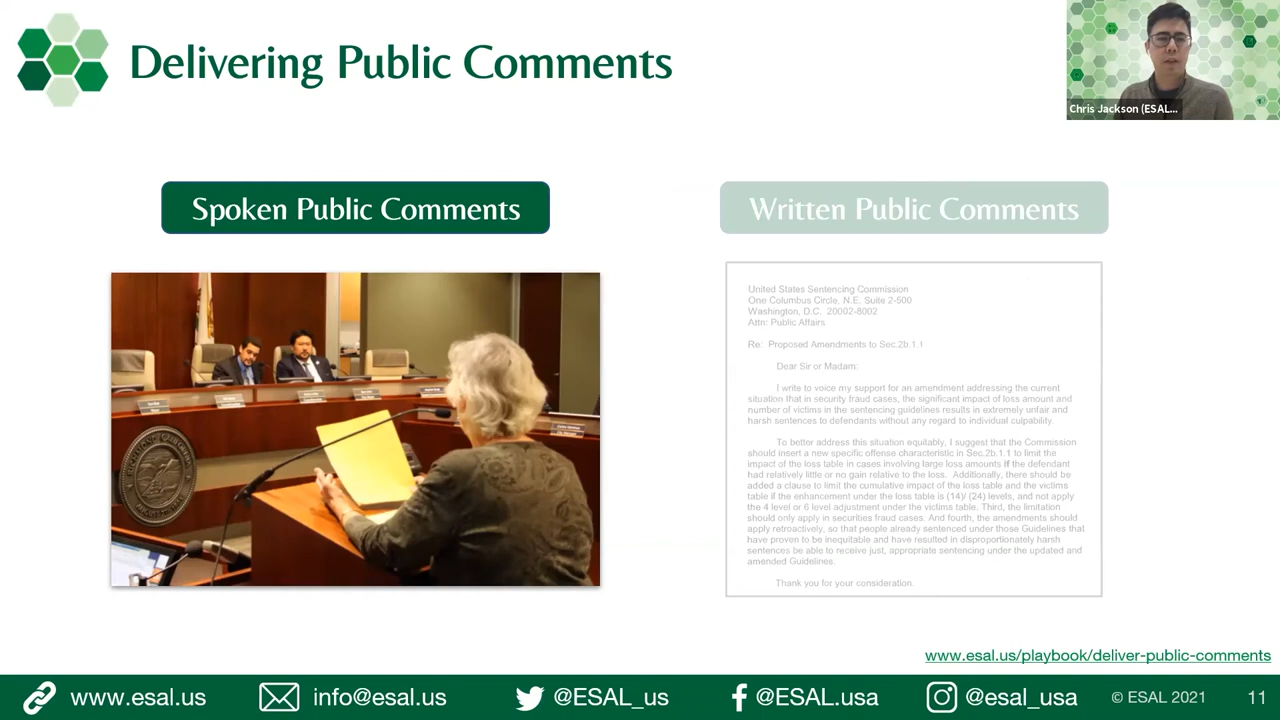 Delivering Public Comments
Chris Jackson (ESAL...
Spoken Public Comments
Written Public Comments
United States Sentencing Commission
One Columbus Circle, N.E. Suite 2-500
Washington, D.C. 20002-8002
Attn: Public Affairs
Re: Proposed Amendments to Sec.2b.1.1
Dear Sir or Madam:
I write to voice my support for an amendment addressing the current
situation that in security fraud cases, the significant impact of loss amount and
number of victims in the sentencing guidelines results in extremely unfair and
harsh sentences to defendants without any regard to individual culpability.
To better address this situation equitably, I suggest that the Commission
should insert a new specific offense characteristic in Sec.2b.1.1 to limit the
impact of the loss table in cases involving large loss amounts if the defendant
had relatively little or no gain relative to the loss. Additionally, there should be
added a clause to limit the cumulative impact of the loss table and the victims
table if the enhancement under the loss table is (14)/ (24) levels, and not apply
the 4 level or 6 level adjustment under the victims table. Third, the limitation
should only apply in securities fraud cases. And fourth, the amendments should
apply retroactively, so that people already sentenced under those Guidelines that
have proven to be inequitable and have resulted in disproportionately harsh
sentences be able to receive just, appropriate sentencing under the updated and
amended Guidelines.
Thank you for your consideration.
www.esal.us/playbook/deliver-public-comments
www.esal.us
info@esal.us
@ESAL_us
@ESAL.usa
@esal_usa
© ESAL 2021
11